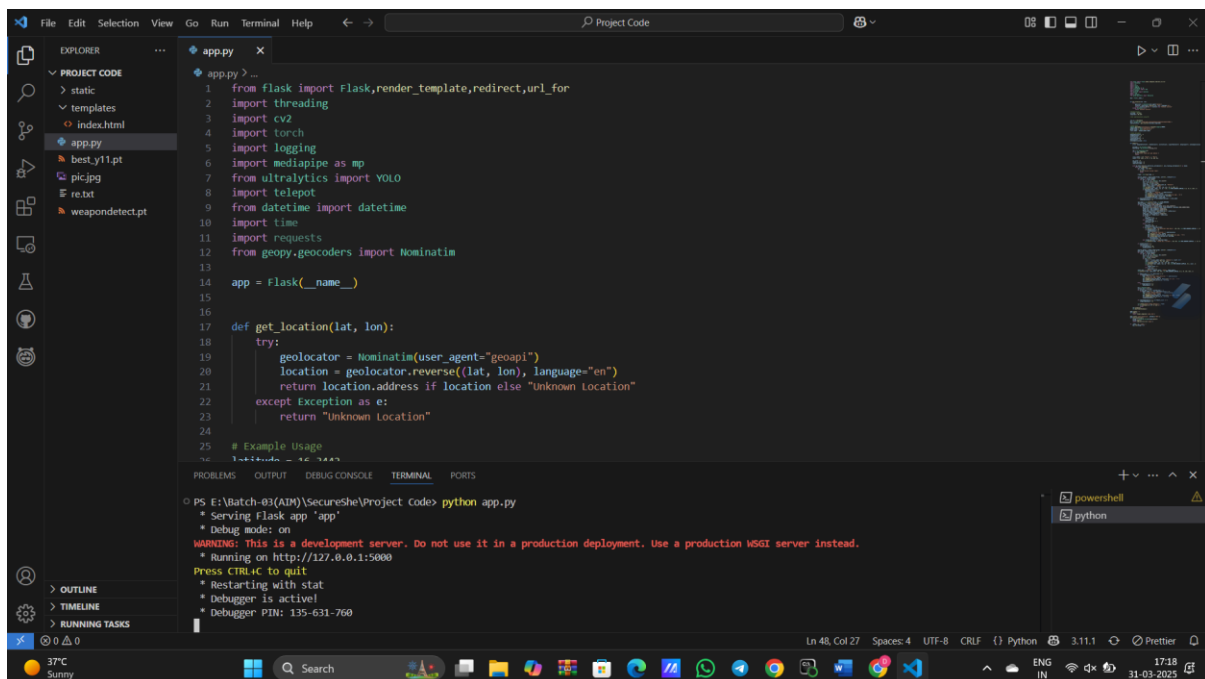 File Edit Selection View Go Run Terminal Help
Project Code
EXPLORER
PROJECT CODE
static
templates
index.html
app.py
best_y11.pt
pic.jpg
re.txt
weapondetect.pt
OUTLINE
TIMELINE
RUNNING TASKS
app.py
app.py > ...
1 from flask import Flask,render_template,redirect,url_for
2 import threading
3 import cv2
4 import torch
5 import logging
6 import mediapipe as mp
7 from ultralytics import YOLO
8 import telepot
9 from datetime import datetime
10 import time
11 import requests
12 from geopy.geocoders import Nominatim
13
14 app = Flask(__name__)
15
16
17 def get_location(lat, lon):
18 try:
19 geolocator = Nominatim(user_agent="geoapi")
20 location = geolocator.reverse((lat, lon), language="en")
21 return location.address if location else "Unknown Location"
22 except Exception as e:
23 return "Unknown Location"
24
25 # Example Usage
PROBLEMS OUTPUT DEBUG CONSOLE TERMINAL PORTS
PS E:\Batch-03(AIM)\SecureShe\Project Code> python app.py
* Serving Flask app 'app'
* Debug mode: on
WARNING: This is a development server. Do not use it in a production deployment. Use a production WSGI server instead.
* Running on http://127.0.0.1:5000
Press CTRL+C to quit
* Restarting with stat
* Debugger is active!
* Debugger PIN: 135-631-760
powershell
python
0 0
Ln 48, Col 27 Spaces: 4 UTF-8 CRLF {} Python 3.11.1 Prettier
37°C
Sunny
Search
ENG
IN
17:18
31-03-2025